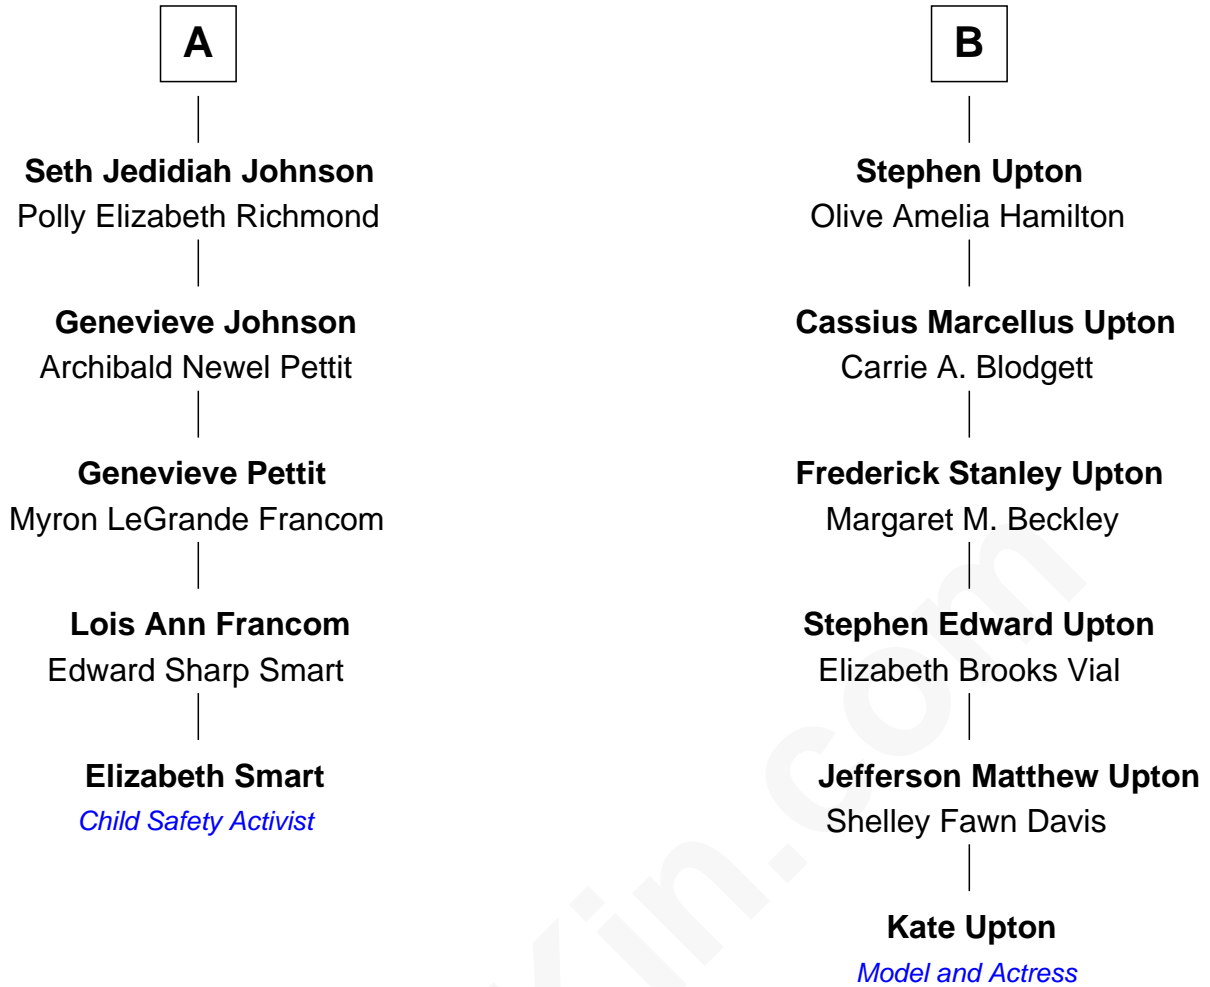 A
Seth Jedidiah Johnson
Polly Elizabeth Richmond
Genevieve Johnson
Archibald Newel Pettit
Genevieve Pettit
Myron LeGrande Francom
Lois Ann Francom
Edward Sharp Smart
Elizabeth Smart
Child Safety Activist
B
Stephen Upton
Olive Amelia Hamilton
Cassius Marcellus Upton
Carrie A. Blodgett
Frederick Stanley Upton
Margaret M. Beckley
Stephen Edward Upton
Elizabeth Brooks Vial
Jefferson Matthew Upton
Shelley Fawn Davis
Kate Upton
Model and Actress
in.com